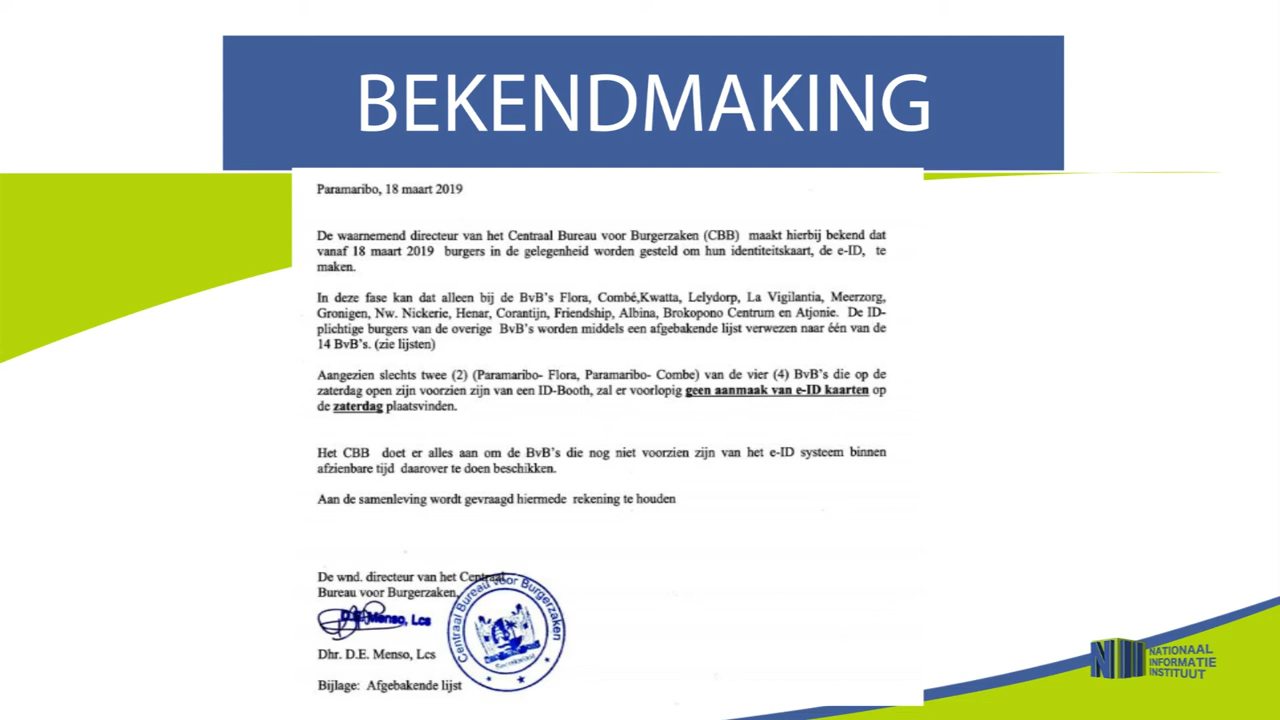 BEKENDMAKING
Paramaribo, 18 maart 2019
De waarnemend directeur van het Centraal Bureau voor Burgerzaken (CBB) maakt hierbij bekend dat
vanaf 18 maart 2019 burgers in de gelegenheid worden gesteld om hun identiteitskaart, de e-ID, te
maken.
In deze fase kan dat alleen bij de BvB's Flora, Combé,Kwatta, Lelydorp, La Vigilantia, Meerzorg,
Gronigen, Nw. Nickerie, Henar, Corantijn, Friendship, Albina, Brokopono Centrum en Atjonie. De ID-
plichtige burgers van de overige BvB's worden middels een afgebakende lijst verwezen naar één van de
14 BvB's. (zie lijsten)
Aangezien slechts twee (2) (Paramaribo- Flora, Paramaribo- Combe) van de vier (4) BvB's die op de
zaterdag open zijn voorzien zijn van een ID-Booth, zal er voorlopig geen aanmaak van e-ID kaarten op
de zaterdag plaatsvinden.
Het CBB doet er alles aan om de BvB's die nog niet voorzien zijn van het e-ID systeem binnen
afzienbare tijd daarover te doen beschikken.
Aan de samenleving wordt gevraagd hiermede rekening te houden
De wnd. directeur van het Centraal
Bureau voor Burgerzaken,
D.E. Menso, Lcs
Centraal Bureau voor Burgerzaken
Secretariaat
Dhr. D.E. Menso, Lcs
Bijlage: Afgebakende lijst
NATIONAAL
INFORMATIE
INSTITUUT